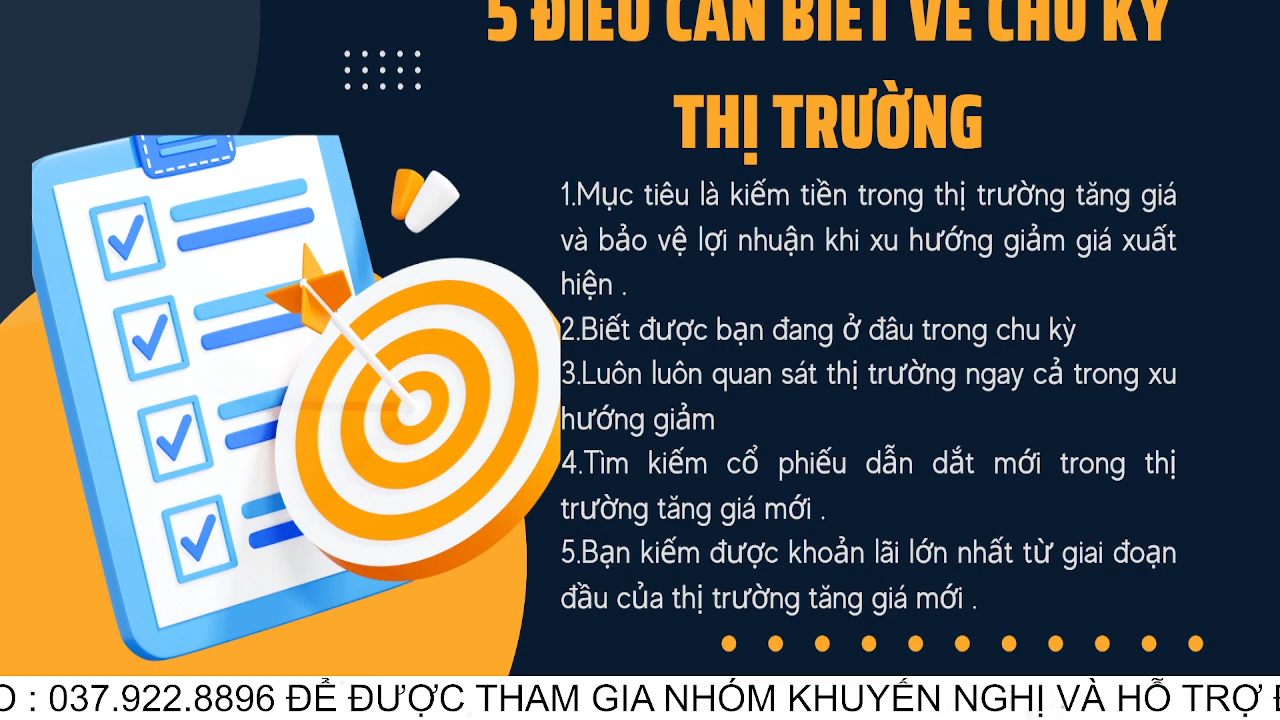 5 ĐIỀU CẦN BIẾT VỀ CHU KỲ
THỊ TRƯỜNG
1.Mục tiêu là kiếm tiền trong thị trường tăng giá
và bảo vệ lợi nhuận khi xu hướng giảm giá xuất
hiện .
2.Biết được bạn đang ở đâu trong chu kỳ
3.Luôn luôn quan sát thị trường ngay cả trong xu
hướng giảm
4.Tìm kiếm cổ phiếu dẫn dắt mới trong thị
trường tăng giá mới .
5.Bạn kiếm được khoản lãi lớn nhất từ giai đoạn
đầu của thị trường tăng giá mới .
O : 037.922.8896 ĐỂ ĐƯỢC THAM GIA NHÓM KHUYẾN NGHỊ VÀ HỖ TRỢ